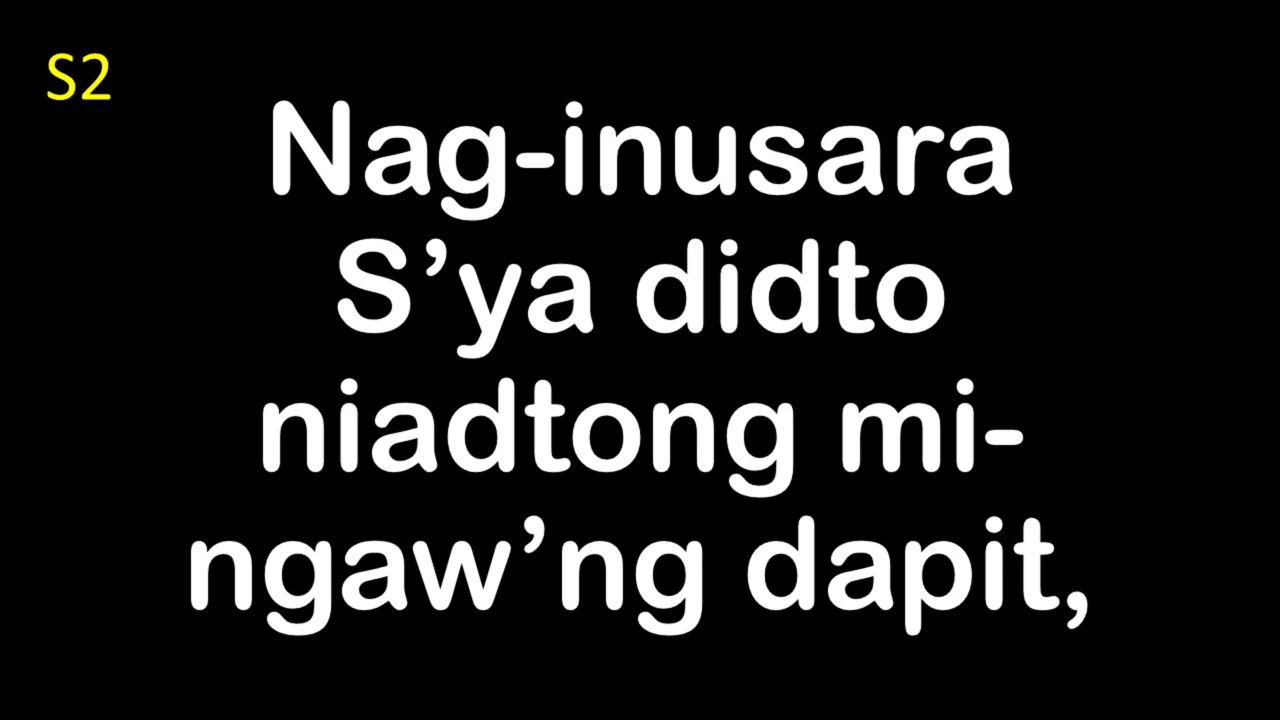 S2
Nag-inusara
S’ya didto
niadtong mi-
ngaw’ng dapit,